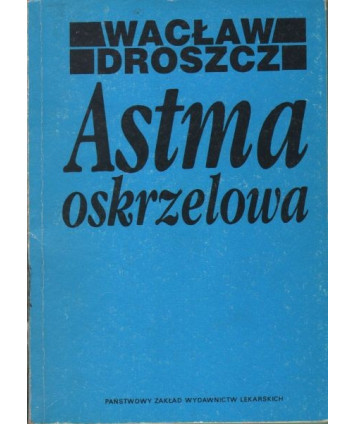 WACŁAW
DROSZCZ
Astma
oskrzelowa
PAŃSTWOWY ZAKŁAD WYDAWNICTW LEKARSKICH